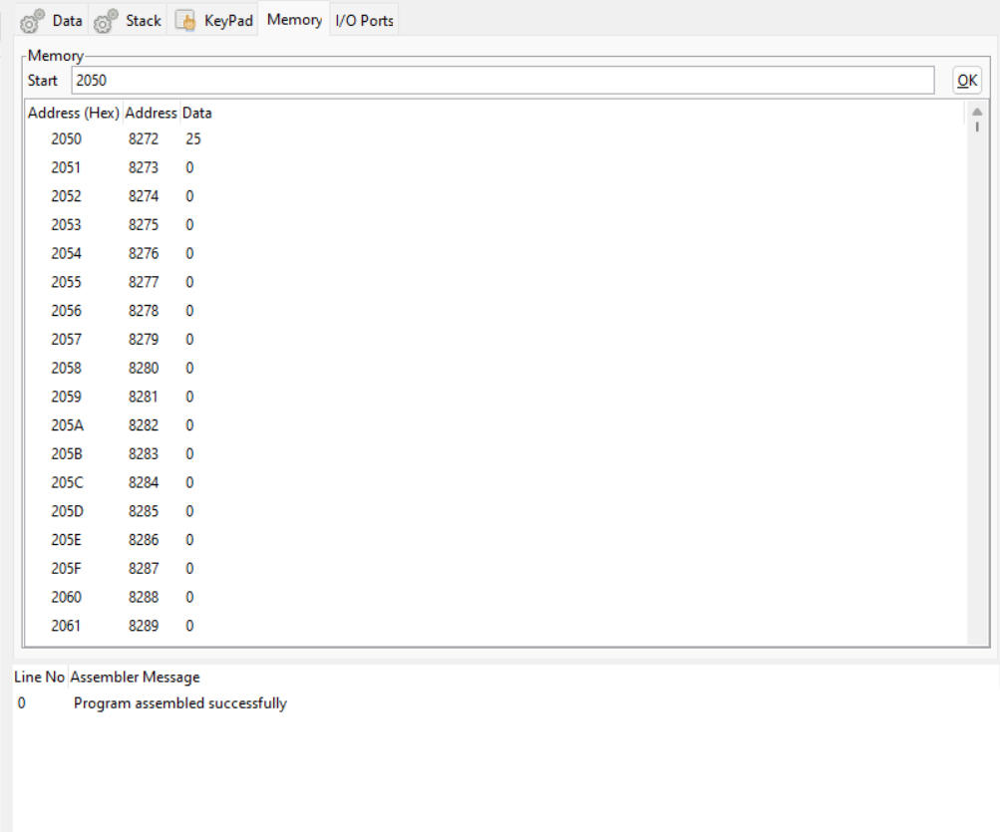 Data Stack KeyPad Memory I/O Ports
Memory
Start 2050 OK
Address (Hex) Address Data
2050 8272 25
2051 8273 0
2052 8274 0
2053 8275 0
2054 8276 0
2055 8277 0
2056 8278 0
2057 8279 0
2058 8280 0
2059 8281 0
205A 8282 0
205B 8283 0
205C 8284 0
205D 8285 0
205E 8286 0
205F 8287 0
2060 8288 0
2061 8289 0
Line No Assembler Message
0 Program assembled successfully